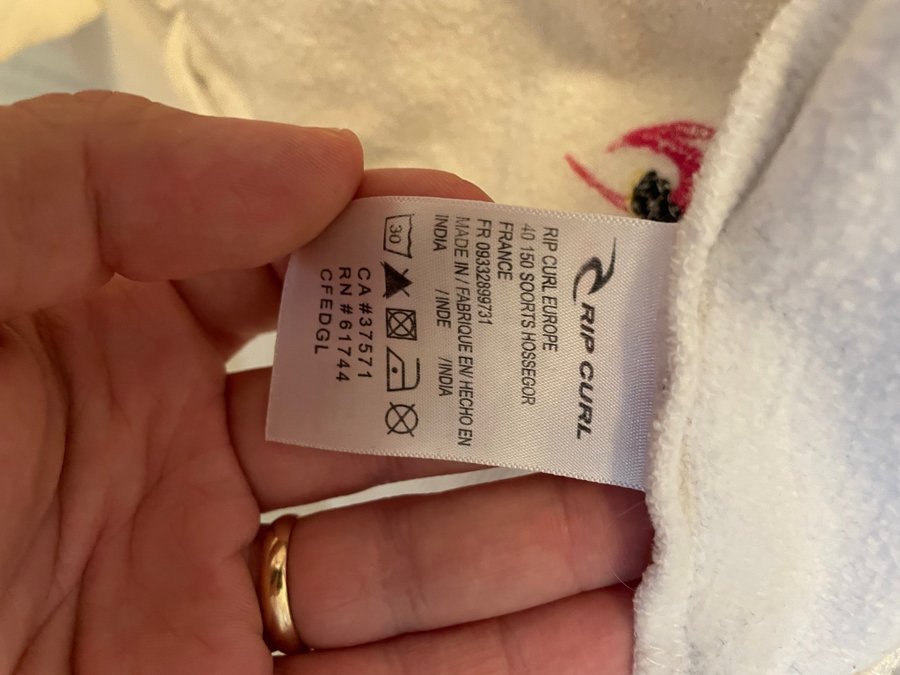 RIP CURL
RIP CURL EUROPE
40 150 SOORTS HOSSEGOR
FRANCE
FR 09332899731
MADE IN / FABRIQUE EN/ HECHO EN
INDIA / INDE / INDIA
30
CA #37571
RN #61744
CFEDGL